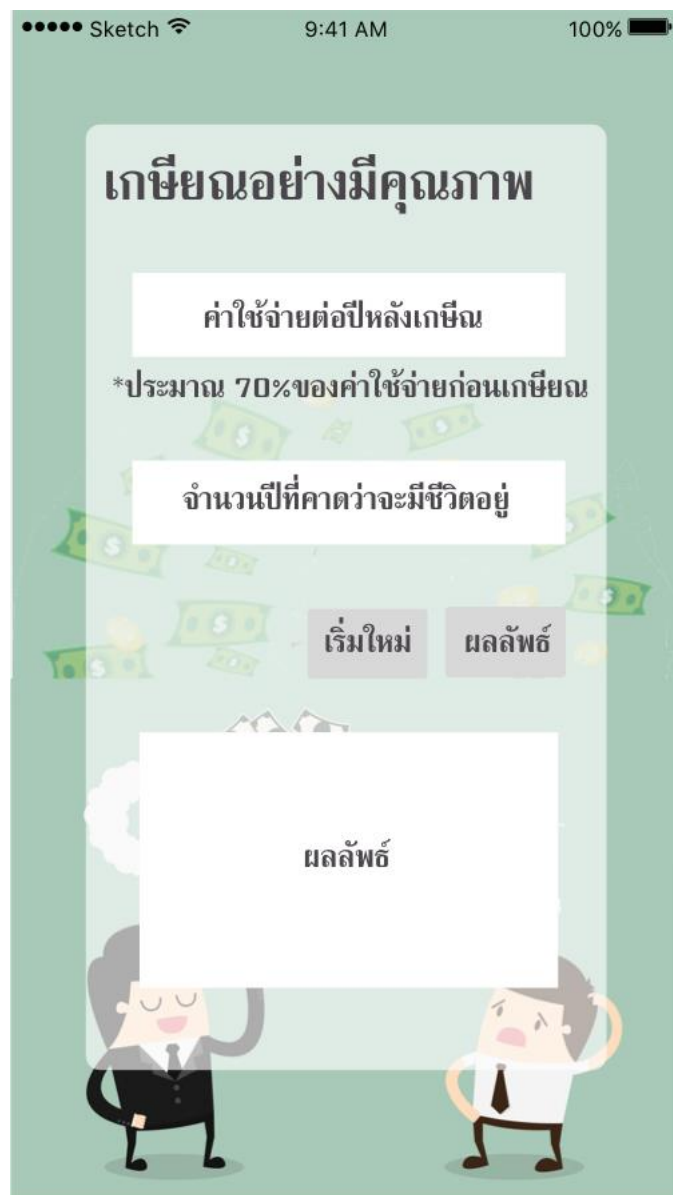 Sketch 9:41 AM 100%
เกษียณอย่างมีคุณภาพ
ค่าใช้จ่ายต่อปีหลังเกษีณ
*ประมาณ 70%ของค่าใช้จ่ายก่อนเกษียณ
จำนวนปีที่คาดว่าจะมีชีวิตอยู่
เริ่มใหม่ ผลลัพธ์
ผลลัพธ์